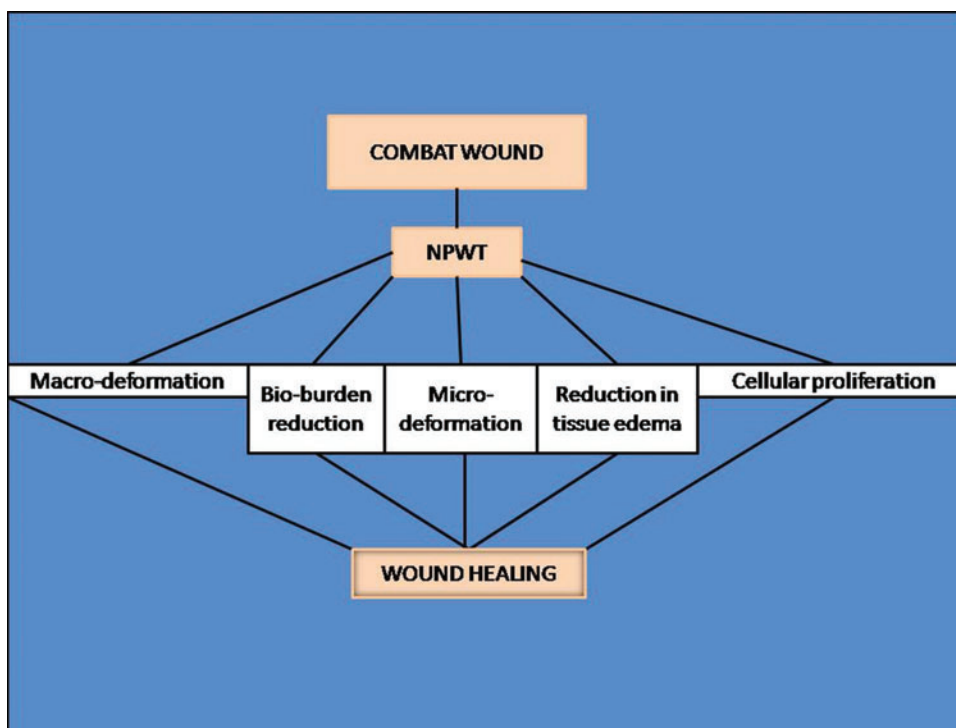 COMBAT WOUND
NPWT
Macro-deformation
Bio-burden
reduction
Micro-
deformation
Reduction in
tissue edema
Cellular proliferation
WOUND HEALING